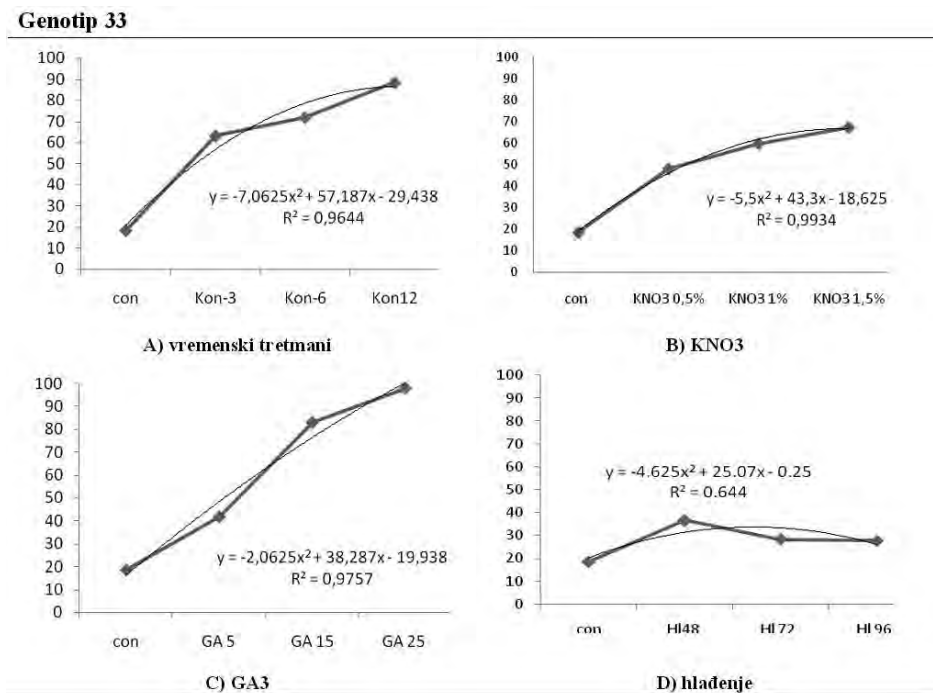 Genotip 33
100
90
80
70
60
50
40
30
20
10
0
y = -7,0625x² + 57,187x - 29,438
R² = 0,9644
con Kon-3 Kon-6 Kon12
A) vremenski tretmani
100
90
80
70
60
50
40
30
20
10
0
y = -5,5x² + 43,3x - 18,625
R² = 0,9934
con KNO3 0,5% KNO3 1% KNO3 1,5%
B) KNO3
100
90
80
70
60
50
40
30
20
10
0
y = -2,0625x² + 38,287x - 19,938
R² = 0,9757
con GA 5 GA 15 GA 25
C) GA3
100
90
80
70
60
50
40
30
20
10
0
y = -4.625x² + 25.07x - 0.25
R² = 0.644
con Hl48 Hl72 Hl96
D) hlađenje